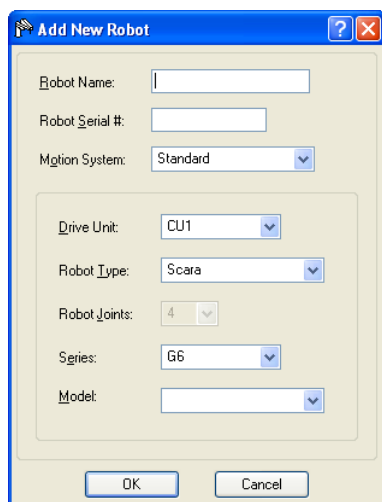 Add New Robot
Robot Name:
Robot Serial #:
Motion System: Standard
Drive Unit: CU1
Robot Type: Scara
Robot Joints: 4
Series: G6
Model:
OK Cancel